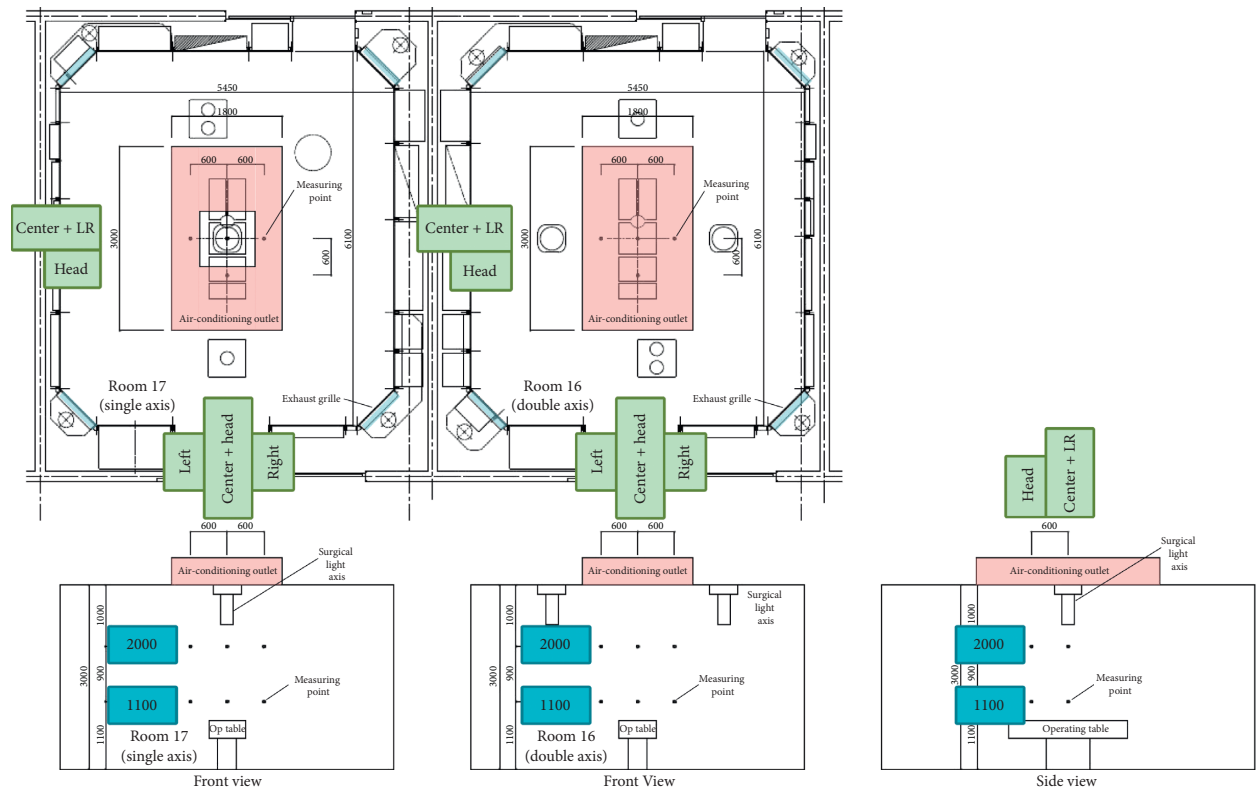 5450
1800
600 600
Measuring
point
Center + LR
Head
3000
6100
600
Air-conditioning outlet
Room 17
(single axis)
Exhaust grille
Left
Center + head
Right
5450
1800
600 600
Measuring
point
Center + LR
Head
3000
6100
600
Air-conditioning outlet
Room 16
(double axis)
Exhaust grille
Left
Center + head
Right
Head
Center + LR
600 600
Air-conditioning outlet
Surgical
light
axis
1000
2000
3000
900
1100
Measuring
point
1100
Op table
Room 17
(single axis)
Front view
600 600
Air-conditioning outlet
Surgical
light
axis
1000
2000
3000
900
1100
Measuring
point
1100
Op table
Room 16
(double axis)
Front View
600
Air-conditioning outlet
Surgical
light
axis
1000
2000
3000
900
1100
Measuring
point
1100
Operating table
Side view